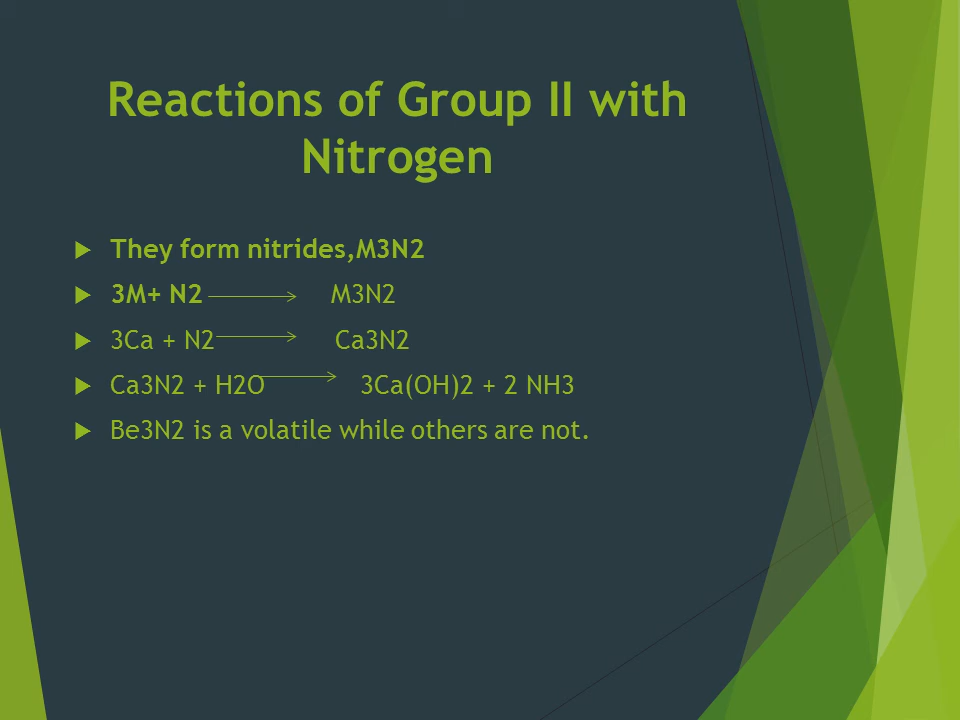 Reactions of Group II with
Nitrogen
They form nitrides,M3N2
3M+ N2 M3N2
3Ca + N2 Ca3N2
Ca3N2 + H2O 3Ca(OH)2 + 2 NH3
Be3N2 is a volatile while others are not.